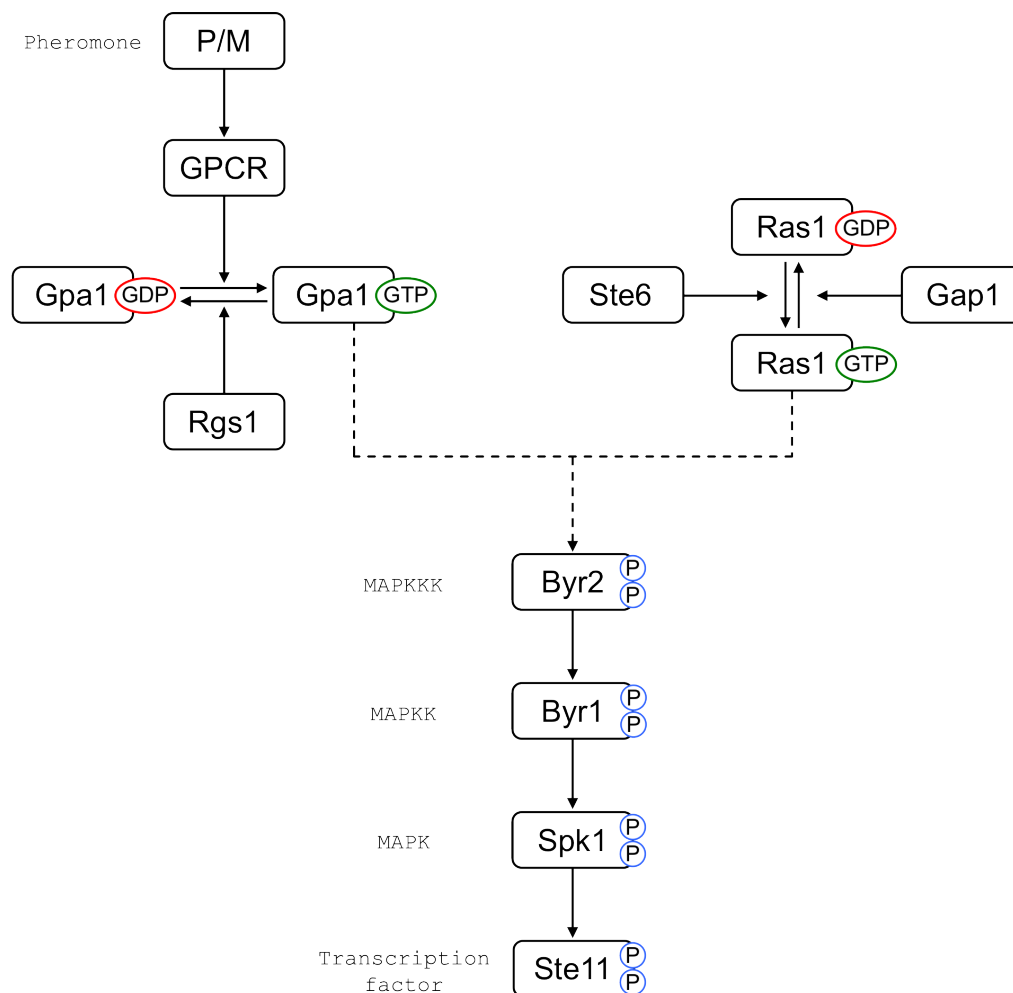 Pheromone
P/M
GPCR
Gpa1 GDP
Gpa1 GTP
Rgs1
Ras1 GDP
Ste6
Gap1
Ras1 GTP
MAPKKK
Byr2
P
P
MAPKK
Byr1
P
P
MAPK
Spk1
P
P
Transcription
factor
Ste11
P
P